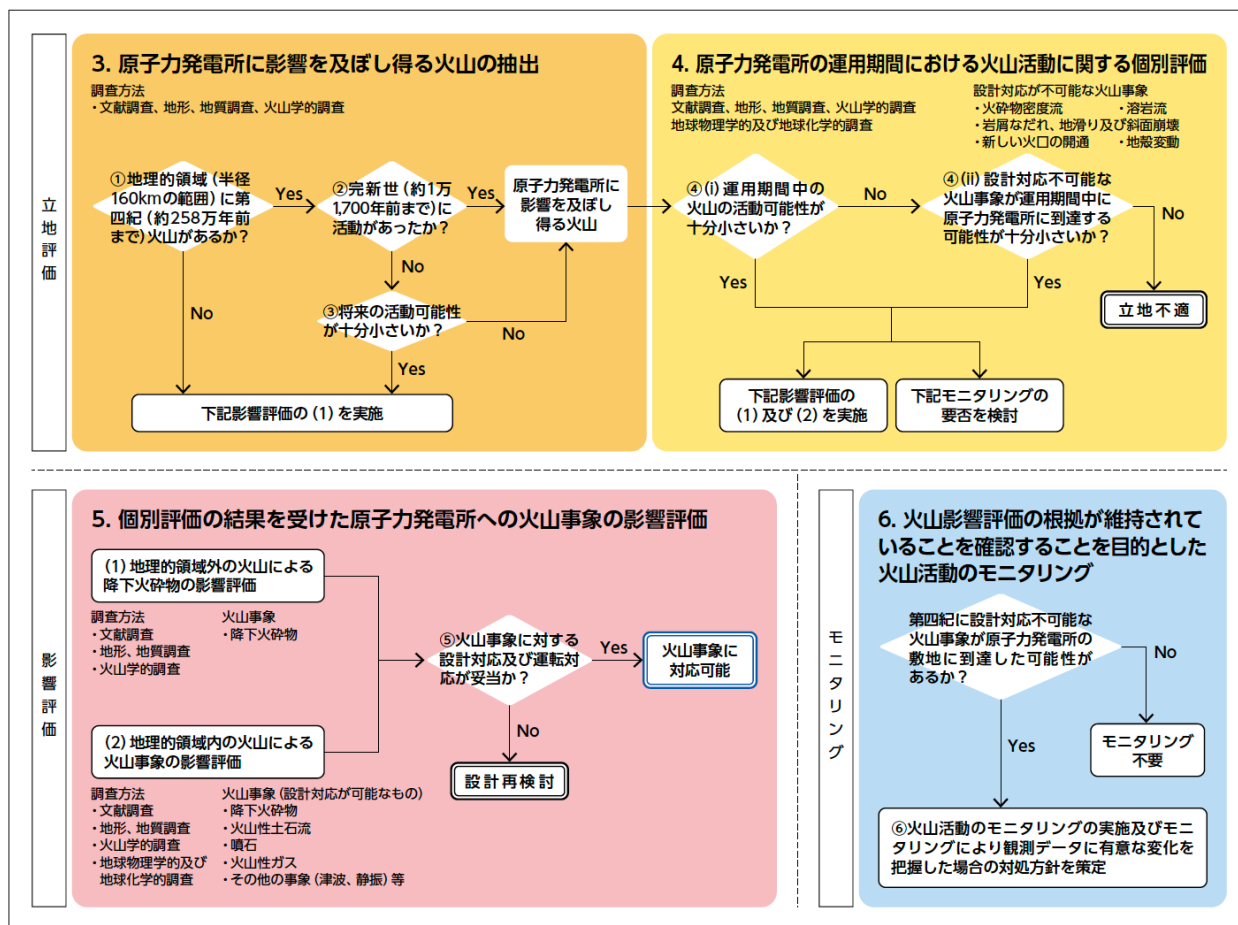 立地評価
3. 原子力発電所に影響を及ぼし得る火山の抽出
調査方法
・文献調査、地形、地質調査、火山学的調査
①地理的領域（半径
160kmの範囲）に第
四紀（約258万年前
まで）火山があるか？
Yes
②完新世（約1万
1,700年前まで）に
活動があったか？
Yes
原子力発電所に
影響を及ぼし
得る火山
No
No
③将来の活動可能性
が十分小さいか？
No
Yes
下記影響評価の（1）を実施
4. 原子力発電所の運用期間における火山活動に関する個別評価
調査方法
文献調査、地形、地質調査、火山学的調査
地球物理学的及び地球化学的調査
設計対応が不可能な火山事象
・火砕物密度流
・溶岩流
・岩屑なだれ、地滑り及び斜面崩壊
・新しい火口の開通
・地殻変動
④(i) 運用期間中の
火山の活動可能性が
十分小さいか？
No
④(ii) 設計対応不可能な
火山事象が運用期間中に
原子力発電所に到達する
可能性が十分小さいか？
No
Yes
Yes
立地不適
下記影響評価の
（1）及び（2）を実施
下記モニタリングの
要否を検討
影響評価
5. 個別評価の結果を受けた原子力発電所への火山事象の影響評価
（1）地理的領域外の火山による
降下火砕物の影響評価
調査方法
・文献調査
・地形、地質調査
・火山学的調査
火山事象
・降下火砕物
⑤火山事象に対する
設計対応及び運転対
応が妥当か？
Yes
火山事象に
対応可能
No
設計再検討
（2）地理的領域内の火山による
火山事象の影響評価
調査方法
・文献調査
・地形、地質調査
・火山学的調査
・地球物理学的及び
地球化学的調査
火山事象（設計対応が可能なもの）
・降下火砕物
・火山性土石流
・噴石
・火山性ガス
・その他の事象（津波、静振）等
モニタリング
6. 火山影響評価の根拠が維持されて
いることを確認することを目的とした
火山活動のモニタリング
第四紀に設計対応不可能な
火山事象が原子力発電所の
敷地に到達した可能性が
あるか？
No
Yes
モニタリング
不要
⑥火山活動のモニタリングの実施及びモニ
タリングにより観測データに有意な変化を
把握した場合の対処方針を策定